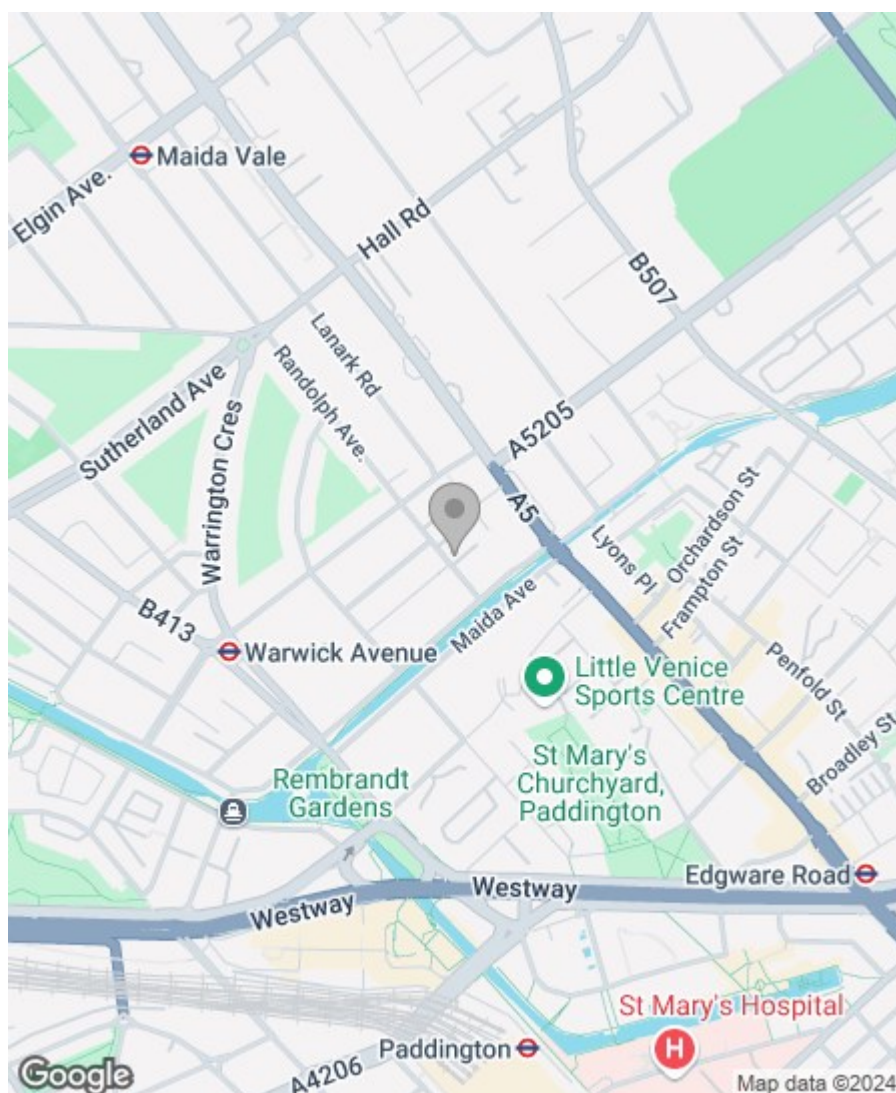 Maida Vale
Elgin Ave.
Hall Rd
B507
Lanark Rd
Randolph Ave.
Sutherland Ave
Warrington Cres
A5205
A5
Lyons Pl
Orchardson St
Frampton St
B413
Maida Ave
Warwick Avenue
Penfold St
Little Venice
Sports Centre
Broadley St
St Mary's
Churchyard,
Paddington
Rembrandt
Gardens
Edgware Road
Westway
Westway
St Mary's Hospital
H
Paddington
A4206
Google
Map data ©2024